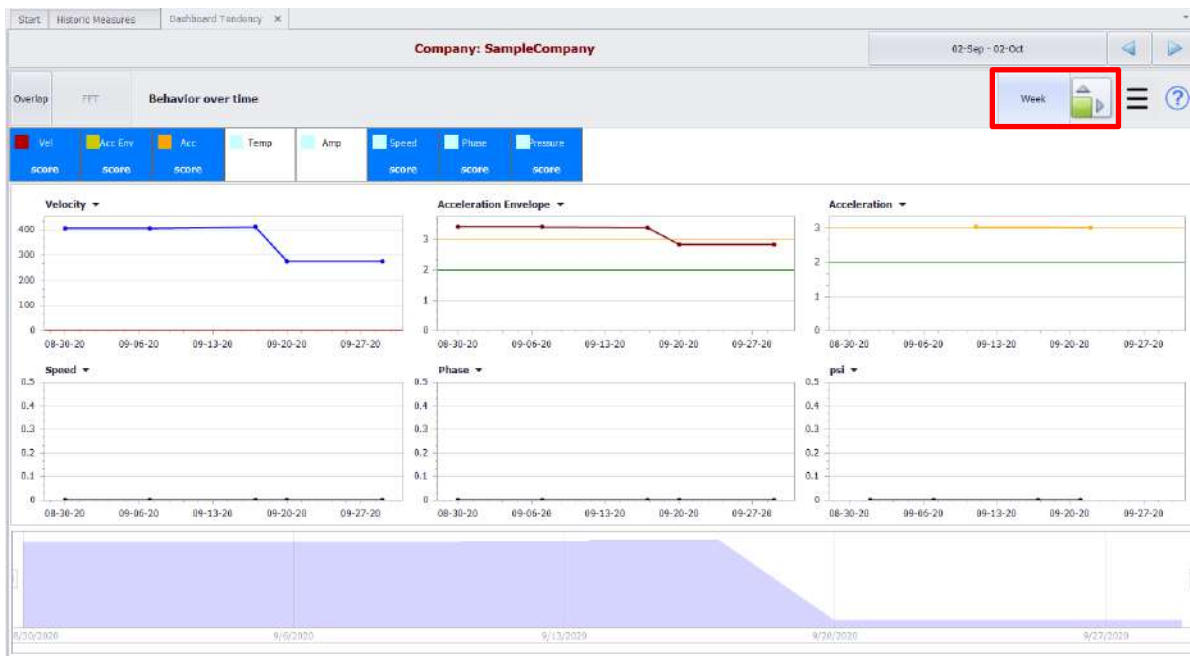 Start Historic Measures Dashboard Tendency X
Company: SampleCompany 02-Sep - 02-Oct
Overlap FFT Behavior over time Week ?
Vel Acc Env Acc Temp Amp Speed Phase Pressure
score score score score score score
Velocity Acceleration Envelope Acceleration
400 3 3
300
200 2 2
100 1 1
0 0 0
08-30-20 09-06-20 09-13-20 09-20-20 09-27-20 08-30-20 09-06-20 09-13-20 09-20-20 09-27-20 08-30-20 09-06-20 09-13-20 09-20-20 09-27-20
Speed Phase psi
0.5 0.5 0.5
0.4 0.4 0.4
0.3 0.3 0.3
0.2 0.2 0.2
0.1 0.1 0.1
0 0 0
08-30-20 09-06-20 09-13-20 09-20-20 09-27-20 08-30-20 09-06-20 09-13-20 09-20-20 09-27-20 08-30-20 09-06-20 09-13-20 09-20-20 09-27-20
8/30/2020 9/6/2020 9/13/2020 9/20/2020 9/27/2020